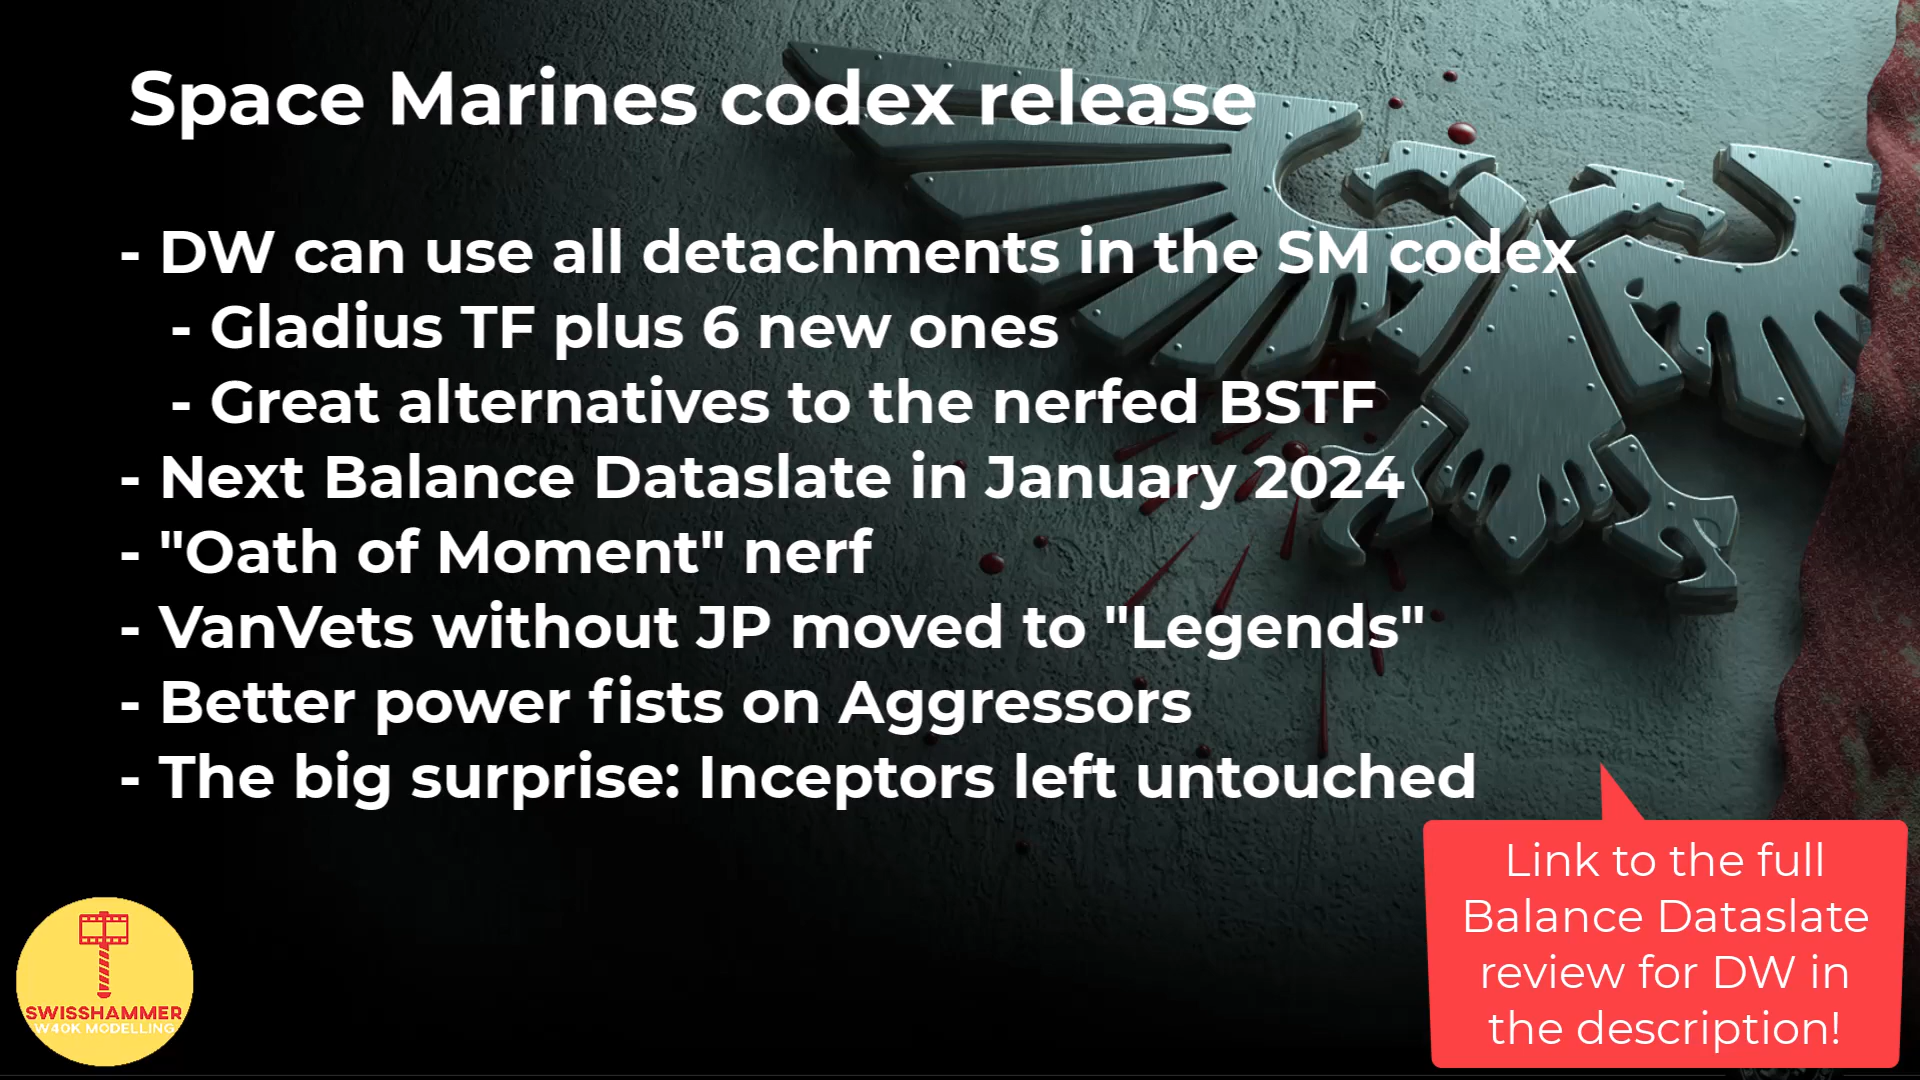 Space Marines codex release
- DW can use all detachments in the SM codex
- Gladius TF plus 6 new ones
- Great alternatives to the nerfed BSTF
- Next Balance Dataslate in January 2024
- "Oath of Moment" nerf
- VanVets without JP moved to "Legends"
- Better power fists on Aggressors
- The big surprise: Inceptors left untouched
Link to the full
Balance Dataslate
review for DW in
the description!
SWISSHAMMER
W40K MODELLING